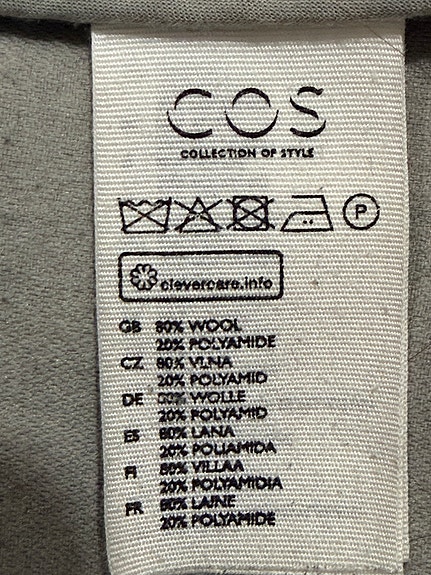 COS
COLLECTION OF STYLE
P
clevercare.info
GB 80% WOOL
20% POLYAMIDE
CZ 80% VLNA
20% POLYAMID
DE 80% WOLLE
20% POLYAMID
ES 80% LANA
20% POLIAMIDA
FI 80% VILLAA
20% POLYAMIDIA
FR 80% LAINE
20% POLYAMIDE